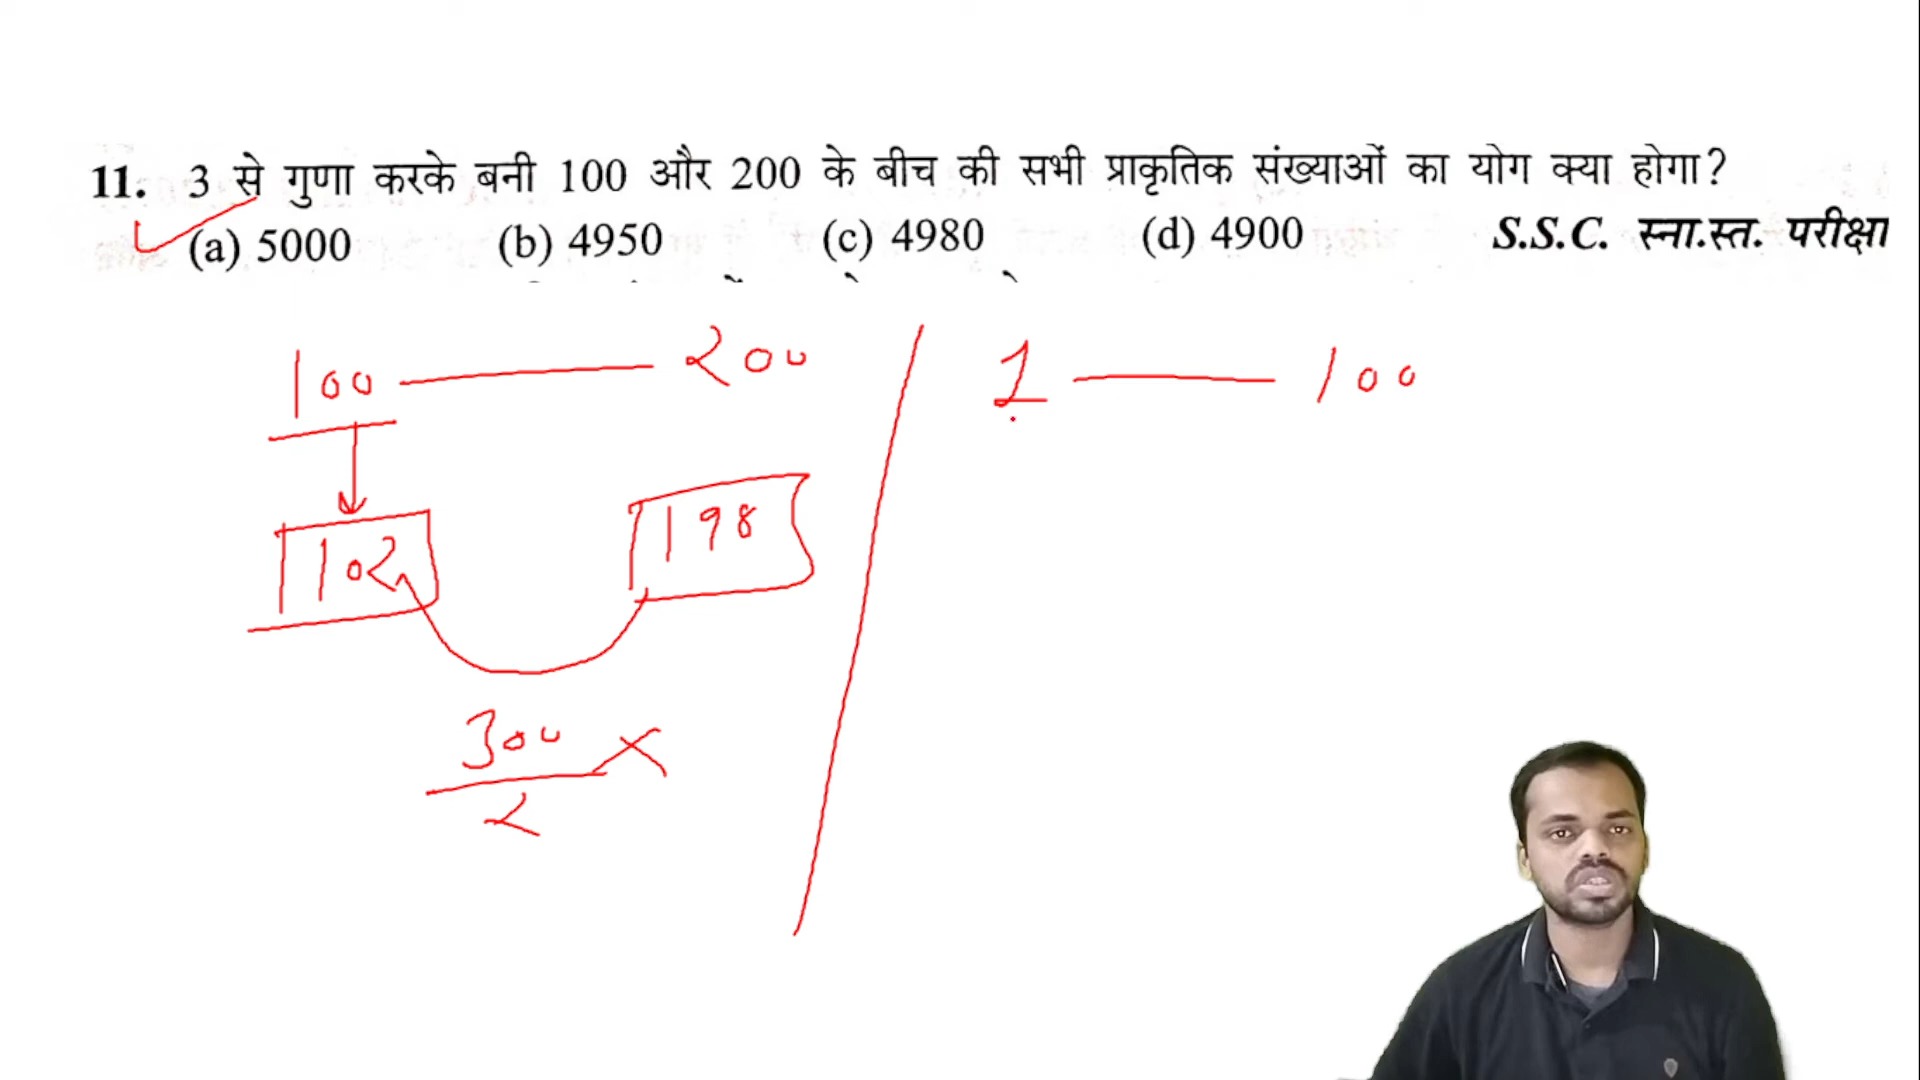 11. 3 से गुणा करके बनी 100 और 200 के बीच की सभी प्राकृतिक संख्याओं का योग क्या होगा?
(a) 5000 (b) 4950 (c) 4980 (d) 4900 S.S.C. स्ना.स्त. परीक्षा
100 — 200
1 — 100
102
198
300 ×
2